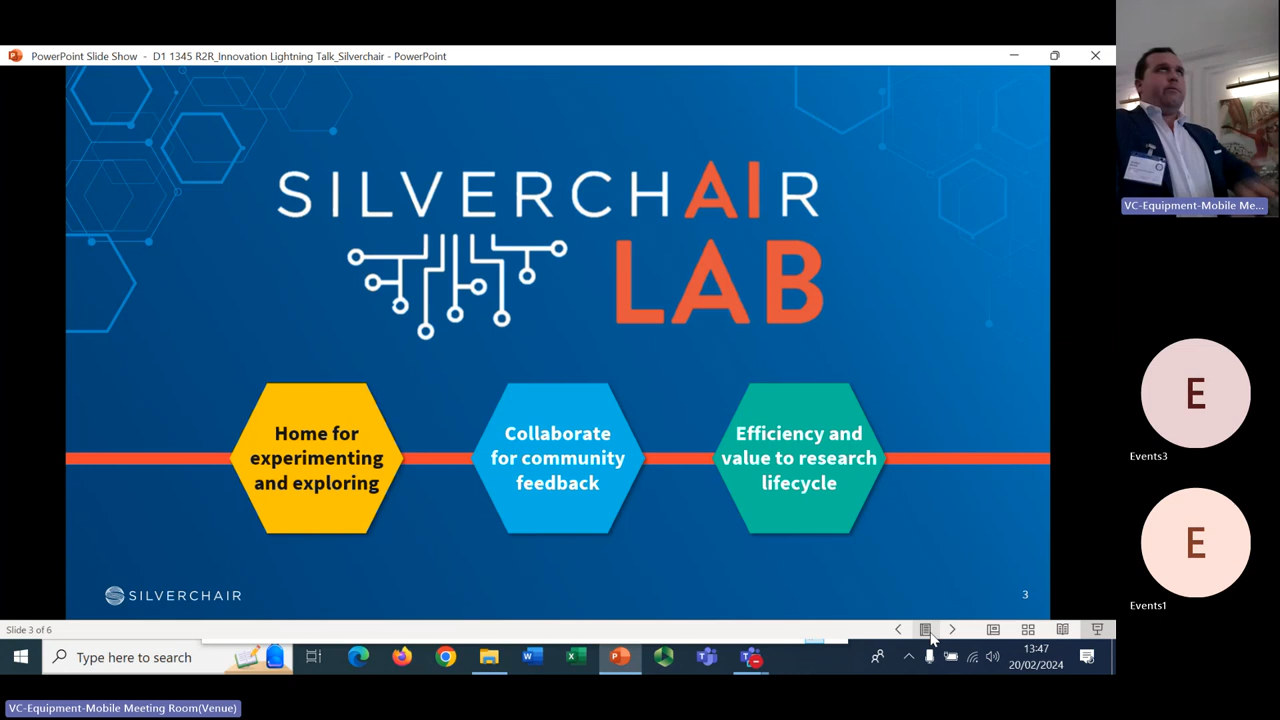 PowerPoint Slide Show - D1 1345 R2R_Innovation Lightning Talk_Silverchair - PowerPoint
SILVERCHAIR
LAB
Home for
experimenting
and exploring
Collaborate
for community
feedback
Efficiency and
value to research
lifecycle
SILVERCHAIR
3
Slide 3 of 6
Type here to search
13:47
20/02/2024
VC-Equipment-Mobile Me...
E
Events3
E
Events1
VC-Equipment-Mobile Meeting Room(Venue)